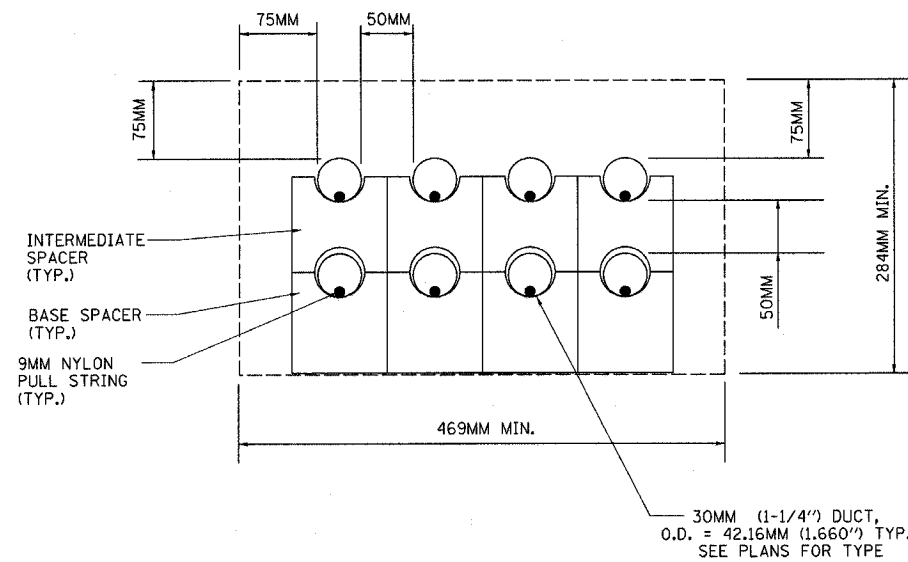 75MM
50MM
75MM
75MM
INTERMEDIATE
SPACER
(TYP.)
284MM MIN.
50MM
BASE SPACER
(TYP.)
9MM NYLON
PULL STRING
(TYP.)
469MM MIN.
30MM (1-1/4") DUCT,
O.D. = 42.16MM (1.660") TYP.
SEE PLANS FOR TYPE